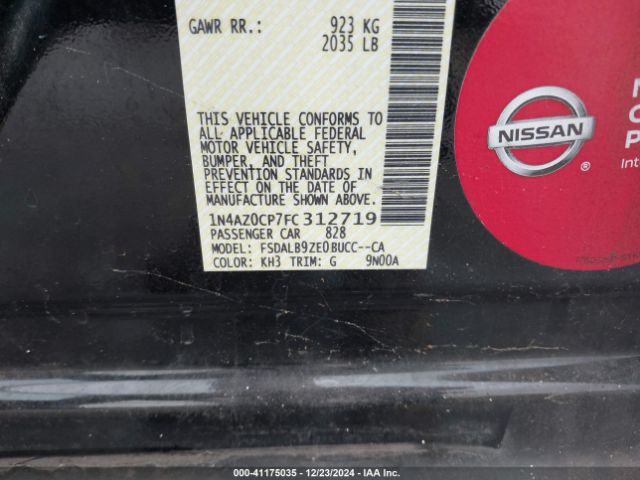 GAWR RR.: 923 KG
2035 LB
THIS VEHICLE CONFORMS TO
ALL APPLICABLE FEDERAL
MOTOR VEHICLE SAFETY,
BUMPER, AND THEFT
PREVENTION STANDARDS IN
EFFECT ON THE DATE OF
MANUFACTURE SHOWN ABOVE.
1N4AZ0CP7FC312719
PASSENGER CAR 828
MODEL: FSDALB9ZE0BUCC--CA
COLOR: KH3 TRIM: G 9N00A
NISSAN
®
000-41175035 - 12/23/2024 - IAA Inc.